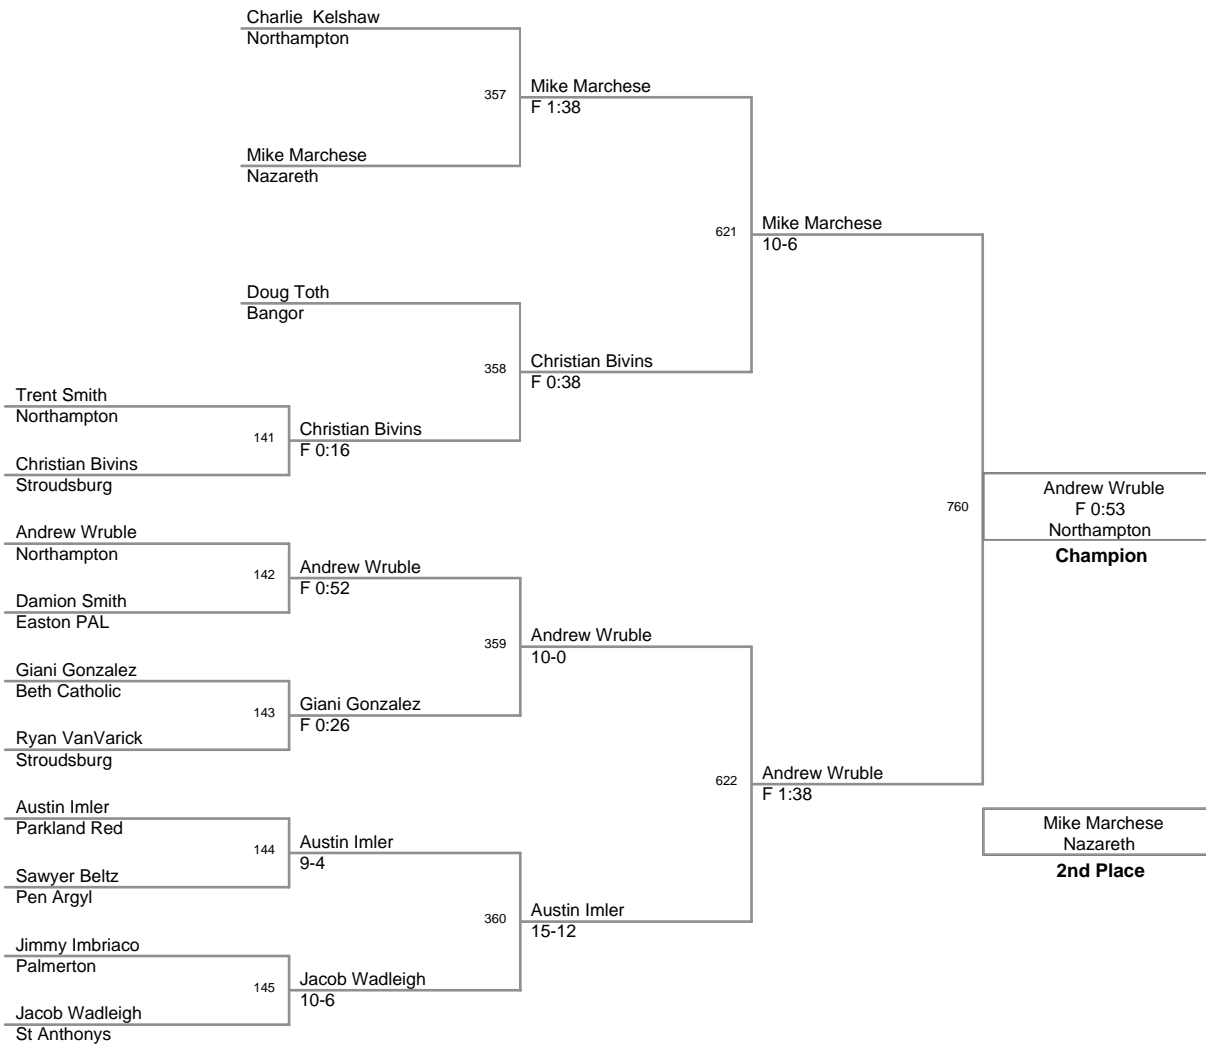 Charlie  Kelshaw
Northampton
357
Mike Marchese
F 1:38
Mike Marchese
Nazareth
621
Mike Marchese
10-6
Doug Toth
Bangor
358
Christian Bivins
F 0:38
Trent Smith
Northampton
141
Christian Bivins
F 0:16
Christian Bivins
Stroudsburg
760
Andrew Wruble
F 0:53
Northampton
Champion
Andrew Wruble
Northampton
142
Andrew Wruble
F 0:52
Damion Smith
Easton PAL
359
Andrew Wruble
10-0
Giani Gonzalez
Beth Catholic
143
Giani Gonzalez
F 0:26
Ryan VanVarick
Stroudsburg
622
Andrew Wruble
F 1:38
Austin Imler
Parkland Red
144
Austin Imler
9-4
Sawyer Beltz
Pen Argyl
Mike Marchese
Nazareth
2nd Place
360
Austin Imler
15-12
Jimmy Imbriaco
Palmerton
145
Jacob Wadleigh
10-6
Jacob Wadleigh
St Anthonys